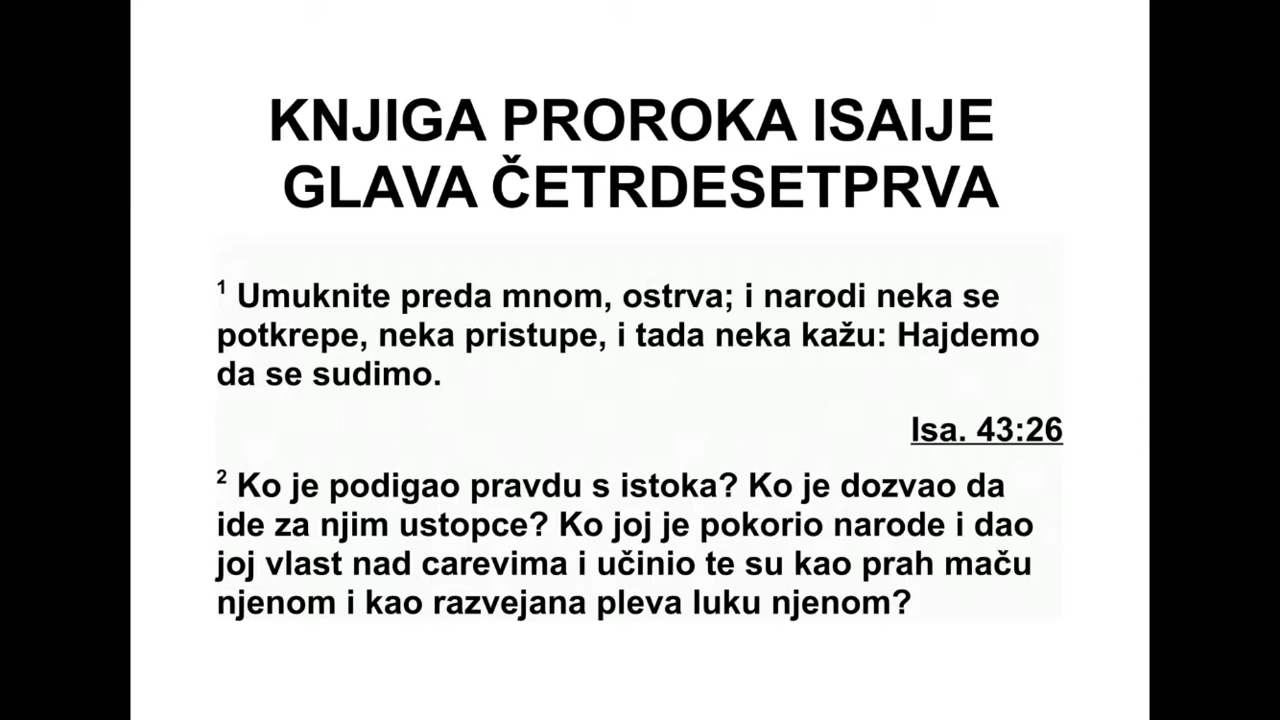 KNJIGA PROROKA ISAIJE
GLAVA ČETRDESETPRVA
1 Umuknite preda mnom, ostrva; i narodi neka se
potkrepe, neka pristupe, i tada neka kažu: Hajdemo
da se sudimo.
Isa. 43:26
2 Ko je podigao pravdu s istoka? Ko je dozvao da
ide za njim ustopce? Ko joj je pokorio narode i dao
joj vlast nad carevima i učinio te su kao prah maču
njenom i kao razvejana pleva luku njenom?